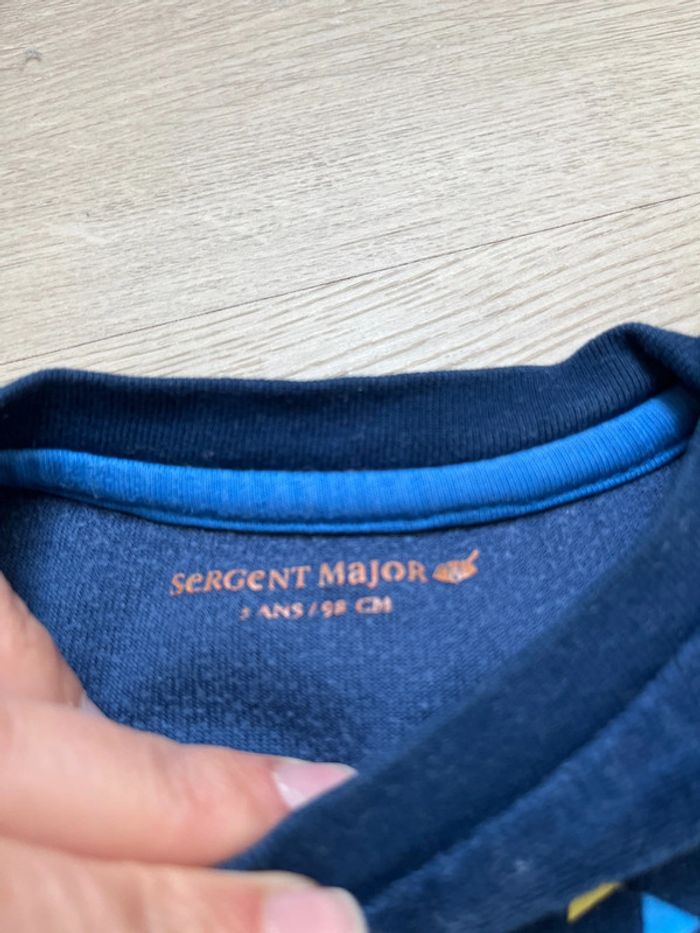 SeRGeNT MaJOR
3 ANS / 98 CM